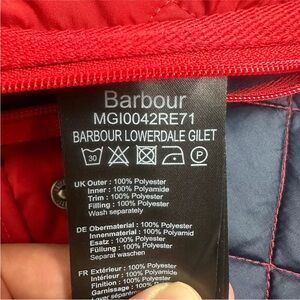 Barbour
MGI0042RE71
BARBOUR LOWERDALE GILET
30 P
UK Outer : 100% Polyester
Inner : 100% Polyamide
Trim : 100% Polyester
Filling : 100% Polyester
Wash separately
DE Obermaterial : 100% Polyester
Innenmaterial : 100% Polyamid
Esatz : 100% Polyester
Füllung : 100% Polyester
Separat waschen
FR Extérieur : 100% Polyester
Intérieur : 100% Polyamide
Finition : 100% Polyester
Garnissage : 100%
Laver séparément